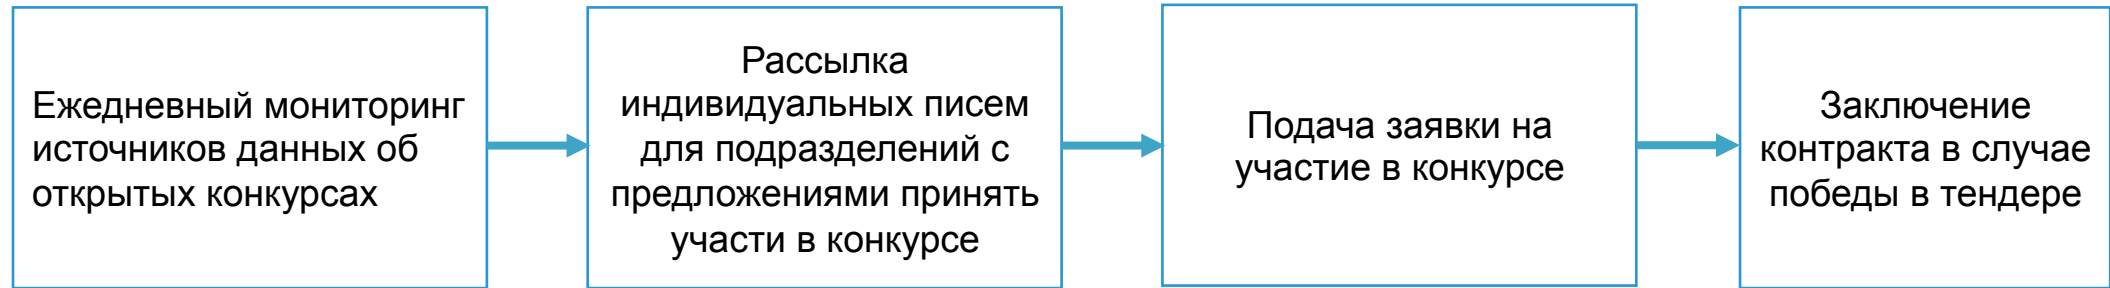 Ежедневный мониторинг
источников данных об
открытых конкурсах
Рассылка
индивидуальных писем
для подразделений с
предложениями принять
участи в конкурсе
Подача заявки на
участие в конкурсе
Заключение
контракта в случае
победы в тендере